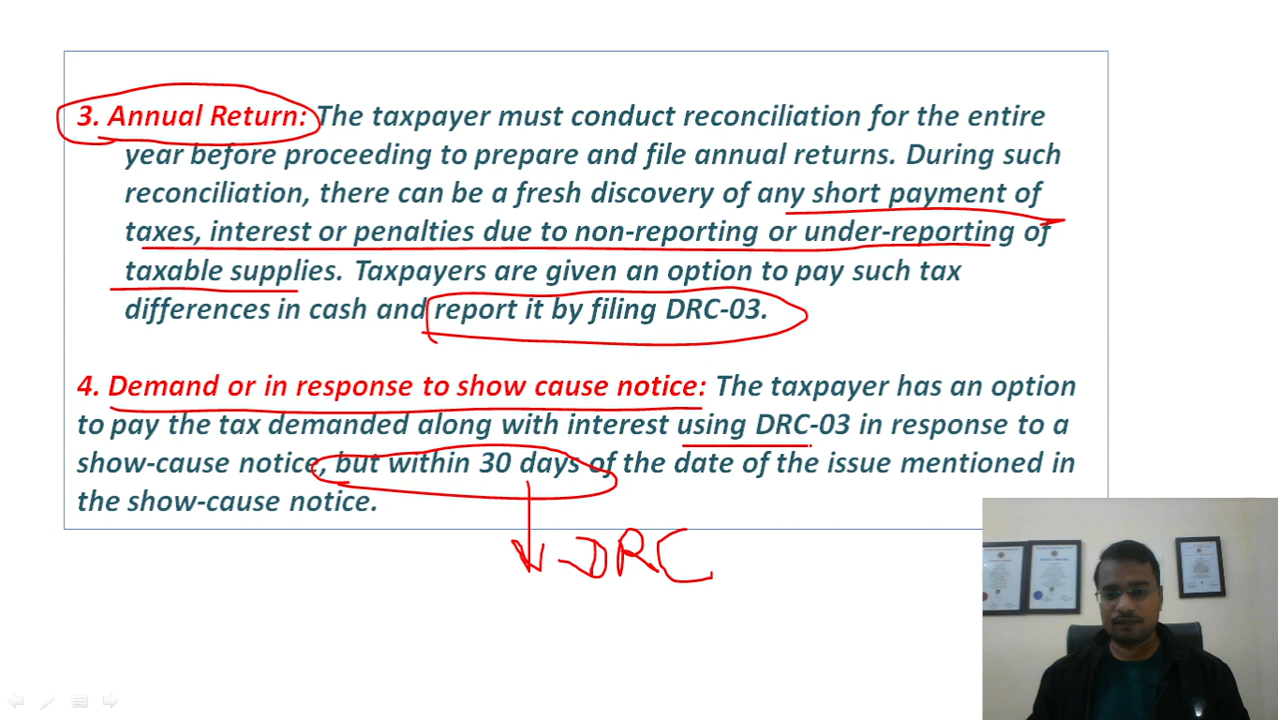 3. Annual Return: The taxpayer must conduct reconciliation for the entire
year before proceeding to prepare and file annual returns. During such
reconciliation, there can be a fresh discovery of any short payment of
taxes, interest or penalties due to non-reporting or under-reporting of
taxable supplies. Taxpayers are given an option to pay such tax
differences in cash and report it by filing DRC-03.
4. Demand or in response to show cause notice: The taxpayer has an option
to pay the tax demanded along with interest using DRC-03 in response to a
show-cause notice, but within 30 days of the date of the issue mentioned in
the show-cause notice.
DRC